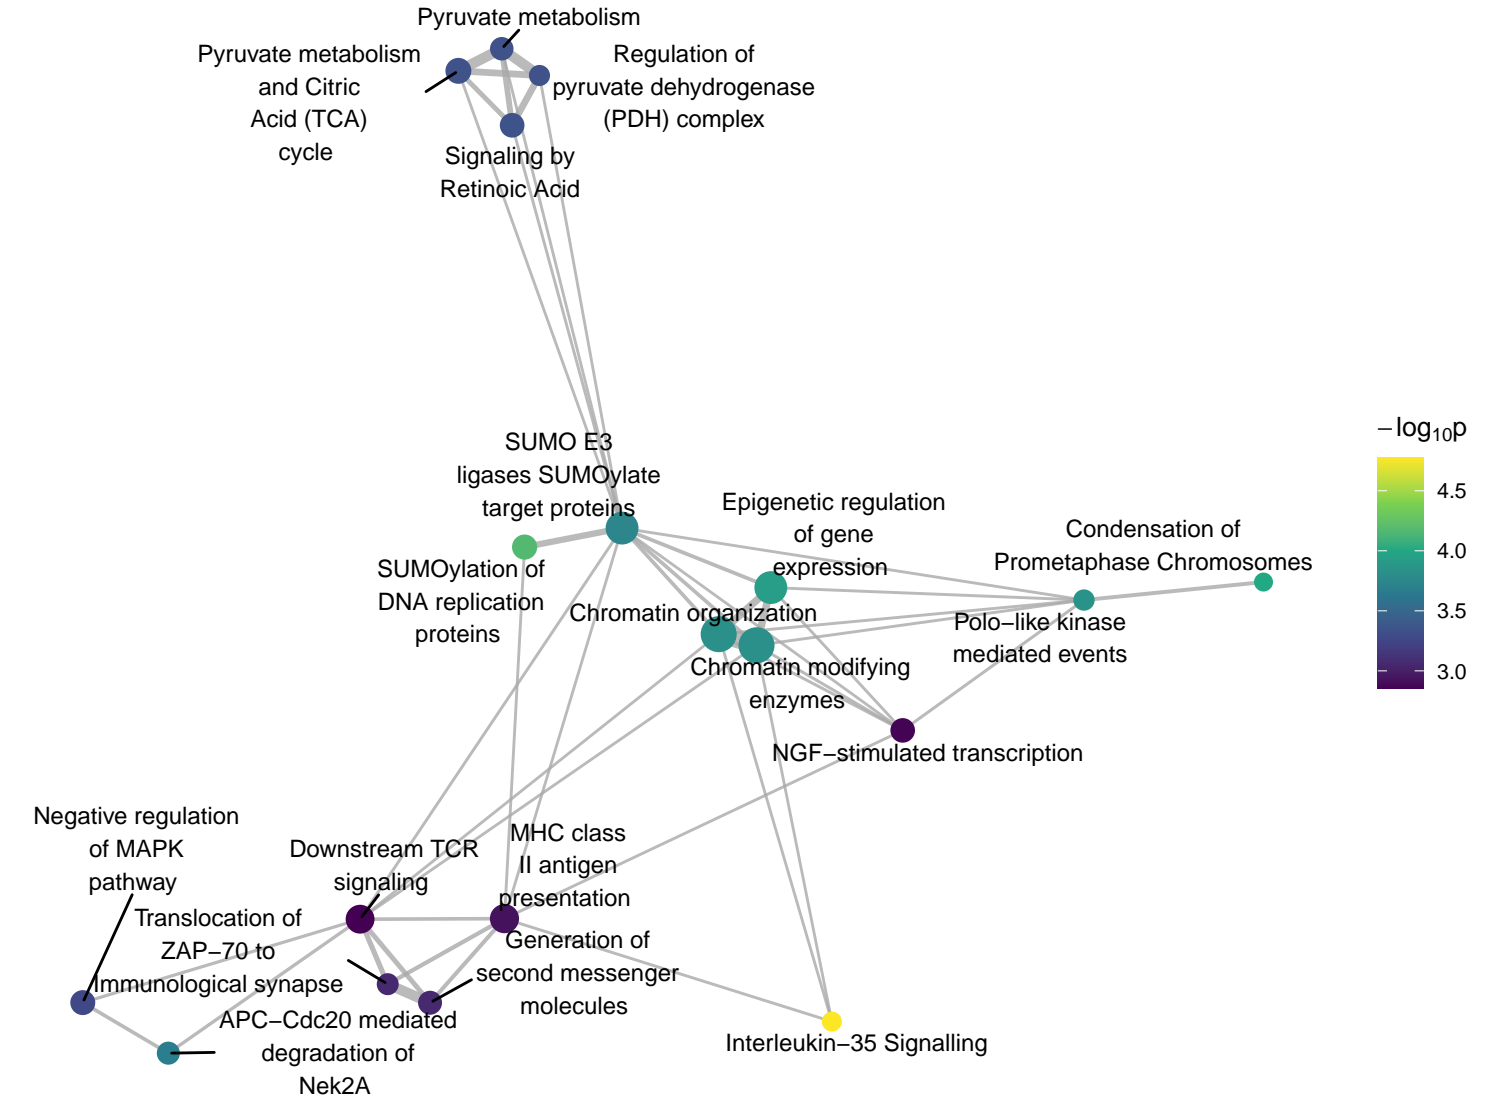 Pyruvate metabolism
Pyruvate metabolism
and Citric
Acid (TCA)
cycle
Regulation of
pyruvate dehydrogenase
(PDH) complex
Signaling by
Retinoic Acid
SUMO E3
ligases SUMOylate
target proteins
SUMOylation of
DNA replication
proteins
Epigenetic regulation
of gene
expression
Chromatin organization
Chromatin modifying
enzymes
Condensation of
Prometaphase Chromosomes
Polo−like kinase
mediated events
NGF−stimulated transcription
−log₁₀p
4.5
4.0
3.5
3.0
Negative regulation
of MAPK
pathway
Downstream TCR
signaling
MHC class
II antigen
presentation
Translocation of
ZAP−70 to
Immunological synapse
Generation of
second messenger
molecules
APC−Cdc20 mediated
degradation of
Nek2A
Interleukin−35 Signalling